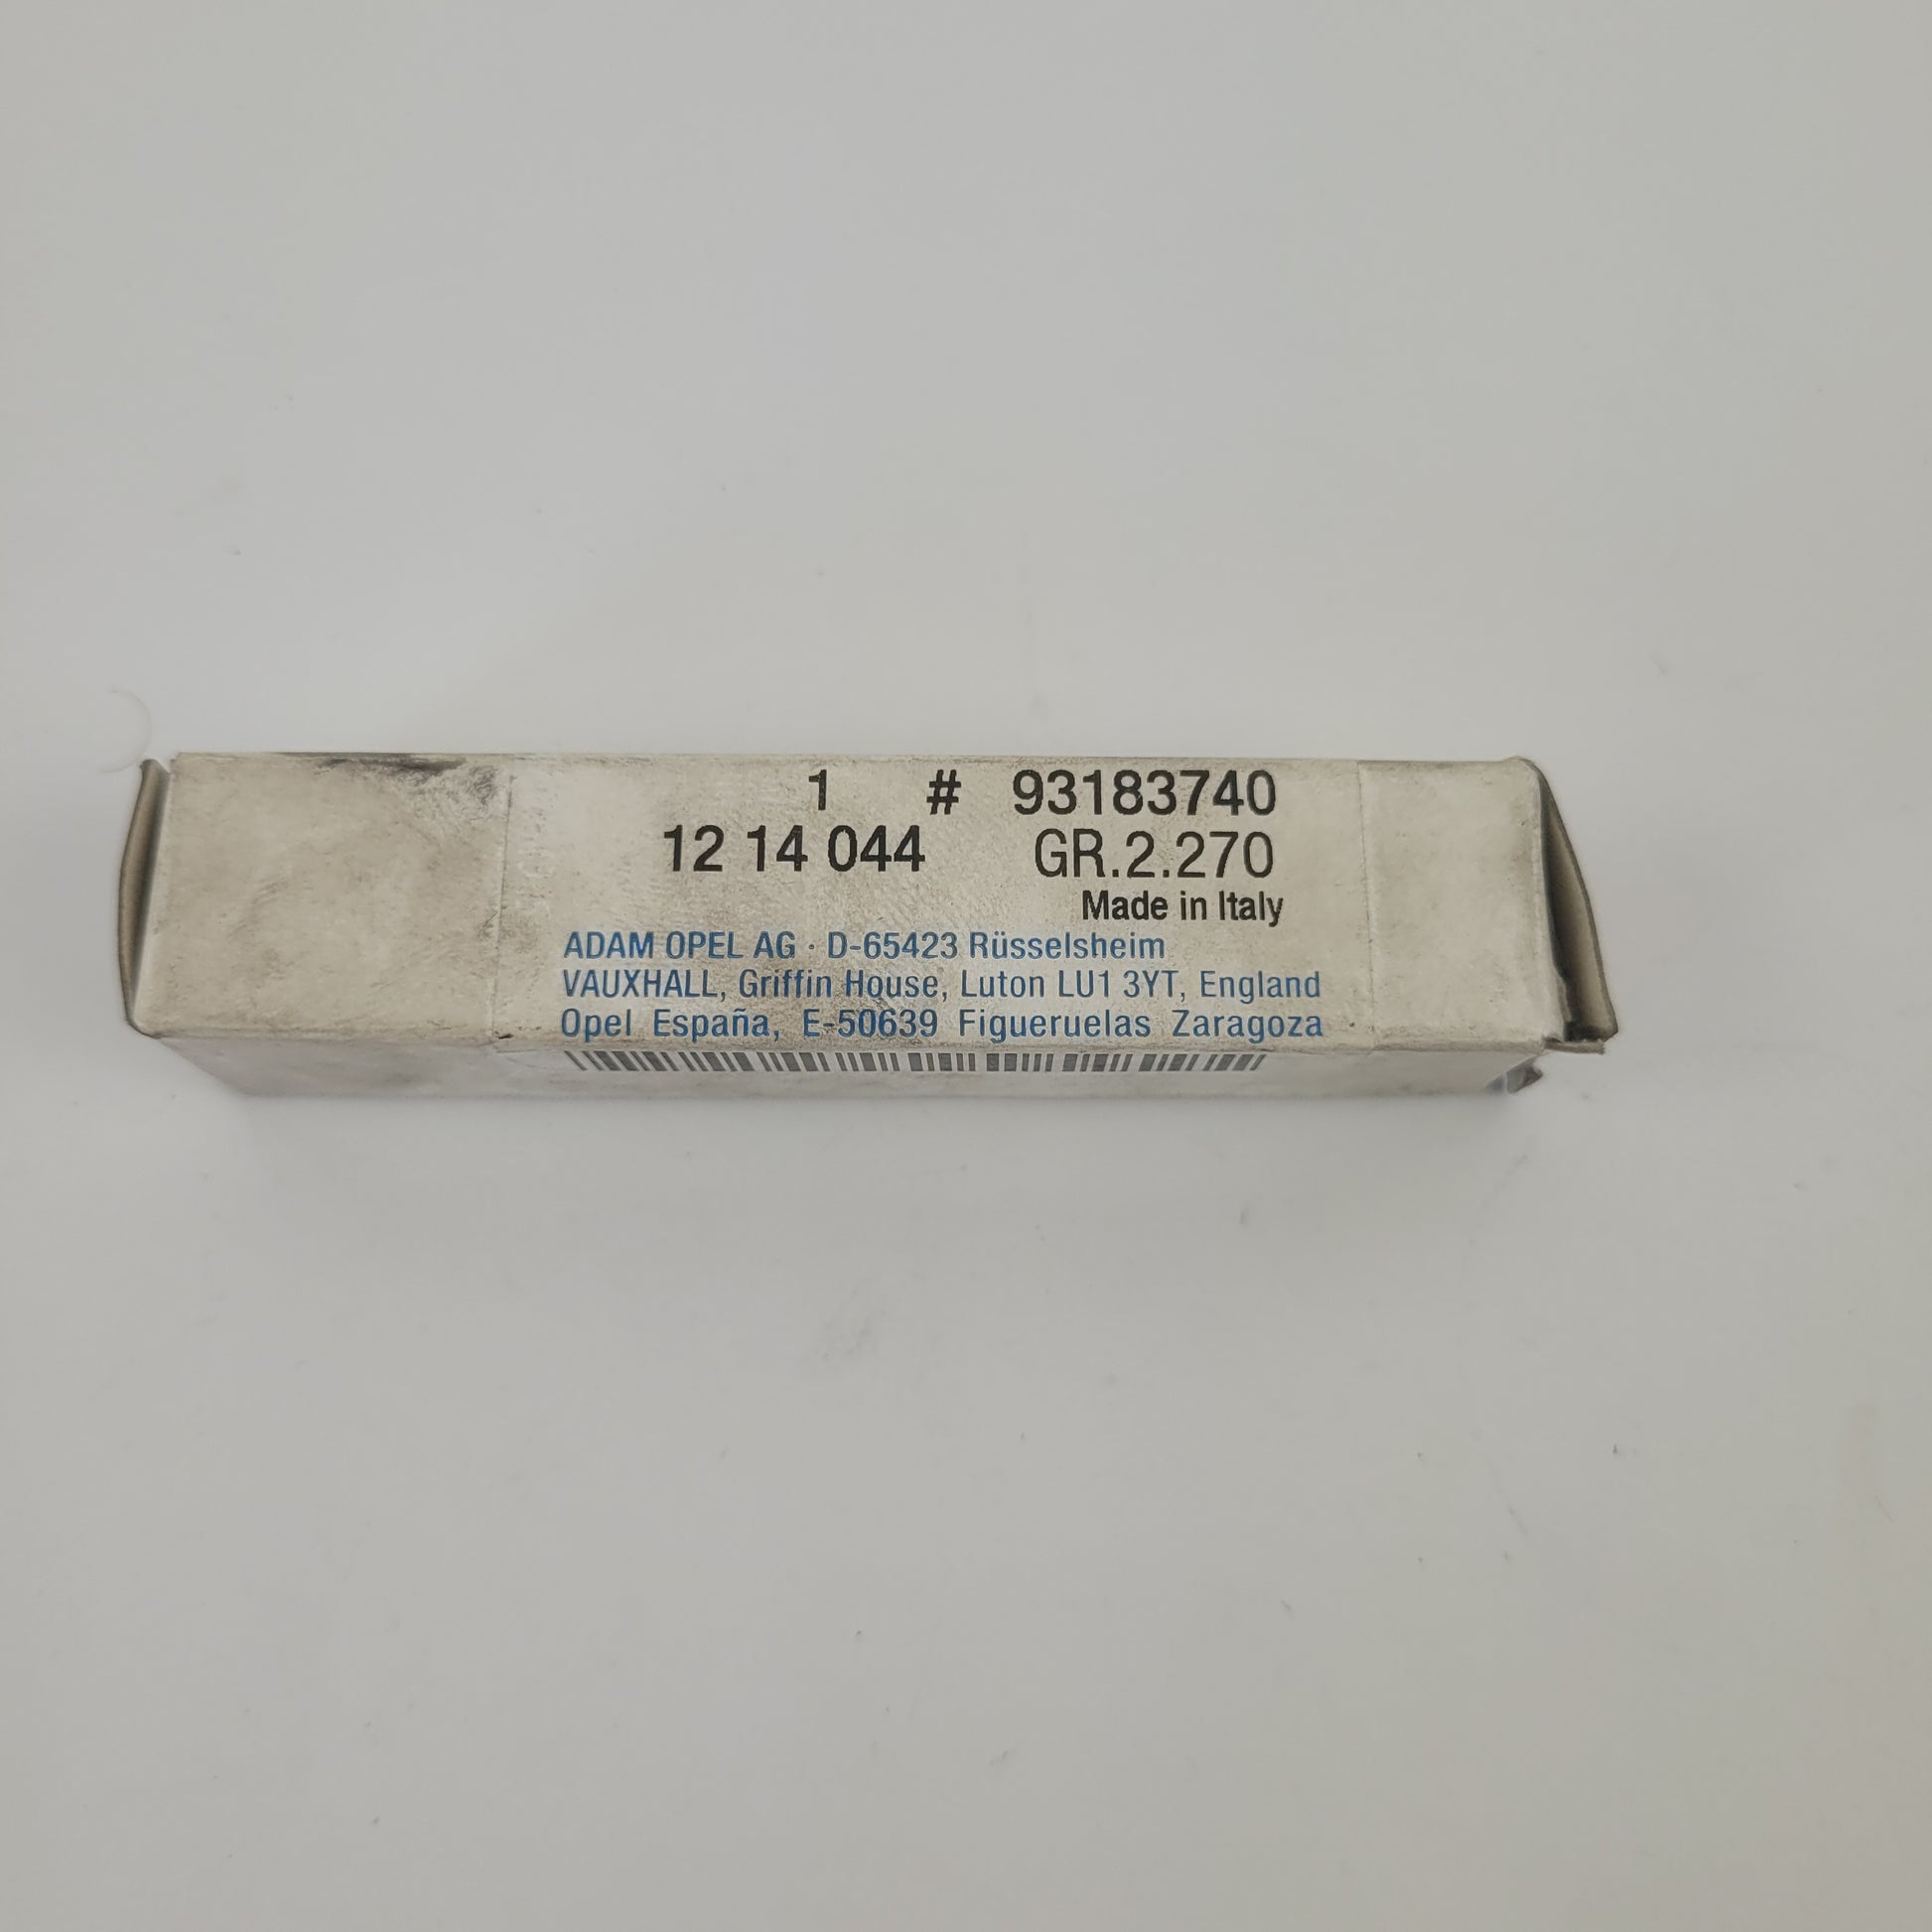 1 # 93183740
12 14 044 GR.2.270
Made in Italy
ADAM OPEL AG · D-65423 Rüsselsheim
VAUXHALL, Griffin House, Luton LU1 3YT, England
Opel España, E-50639 Figueruelas Zaragoza